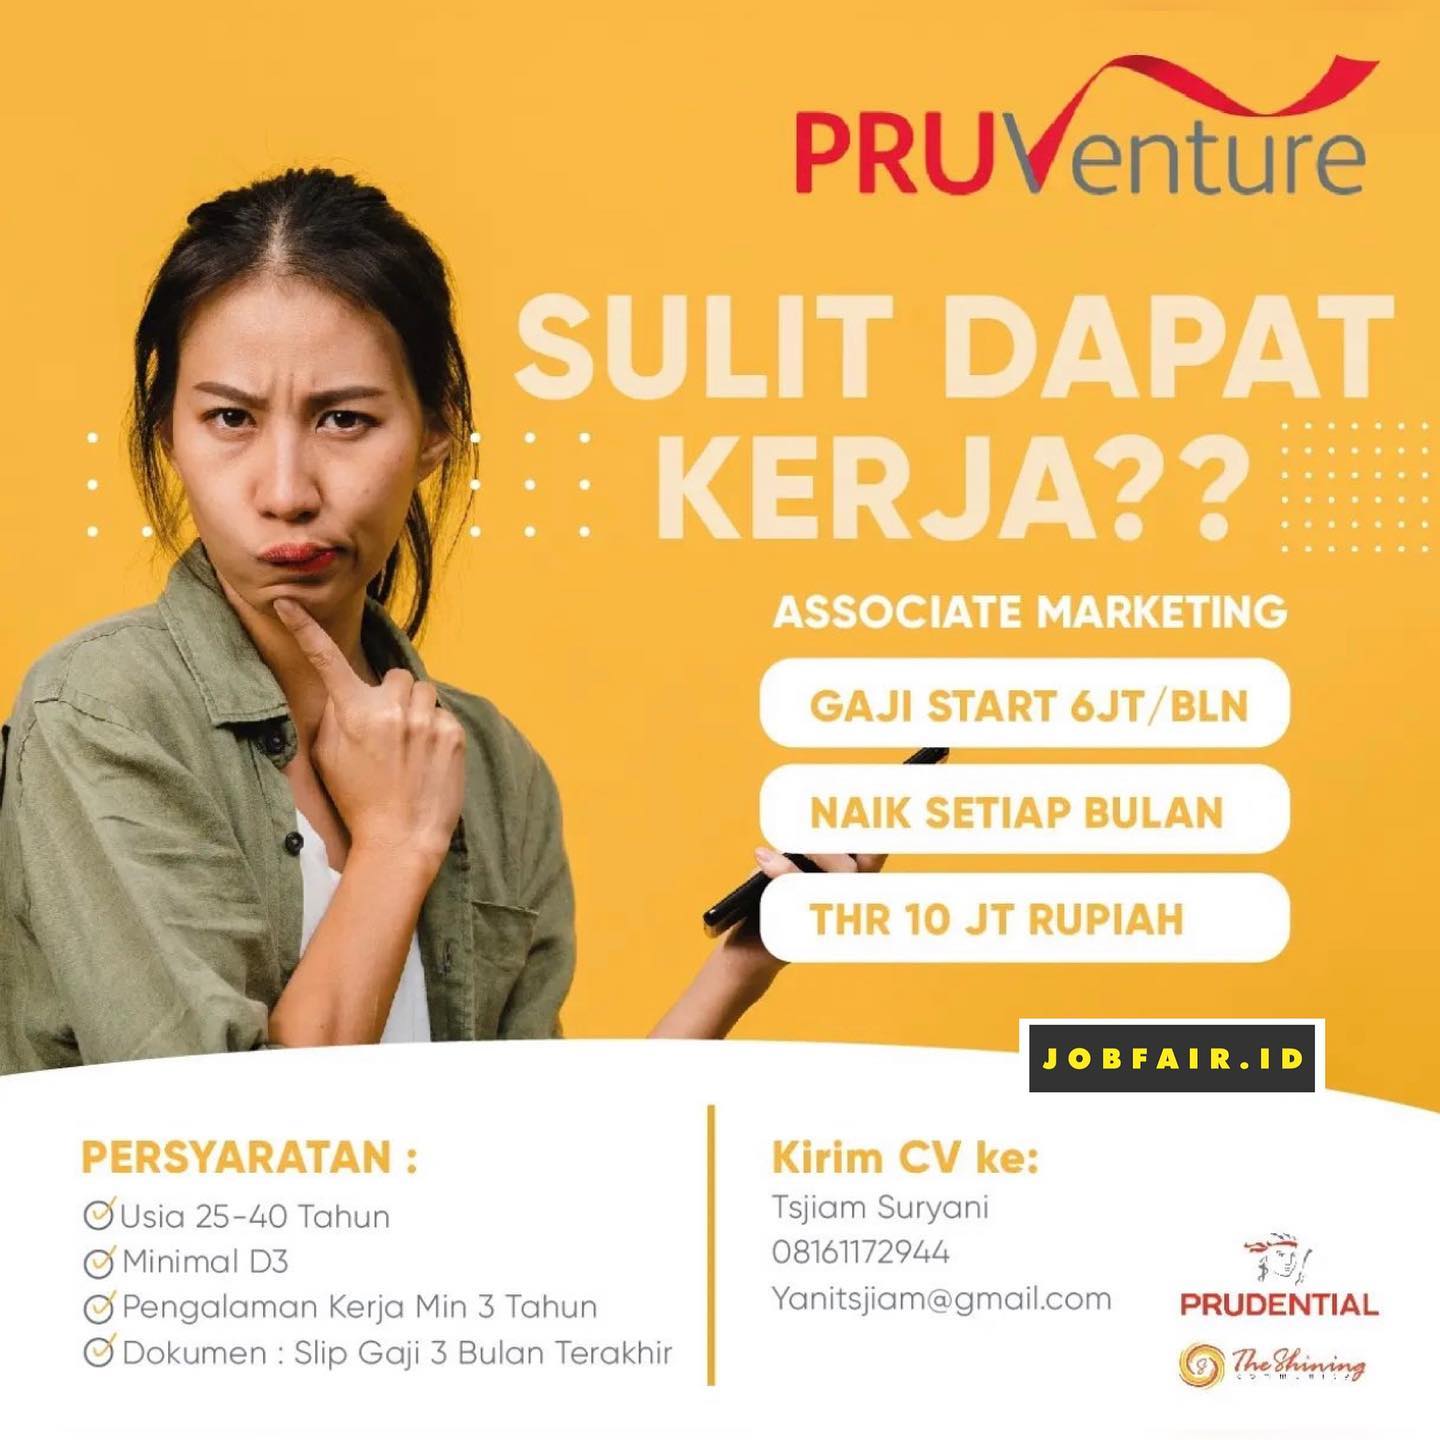 PRUVenture
SULIT DAPAT
KERJA??
ASSOCIATE MARKETING
GAJI START 6JT/BLN
NAIK SETIAP BULAN
THR 10 JT RUPIAH
JOBFAIR.ID
PERSYARATAN :
Usia 25-40 Tahun
Minimal D3
Pengalaman Kerja Min 3 Tahun
Dokumen : Slip Gaji 3 Bulan Terakhir
Kirim CV ke:
Tsjiam Suryani
08161172944
Yanitsjiam@gmail.com
PRUDENTIAL
The Shining